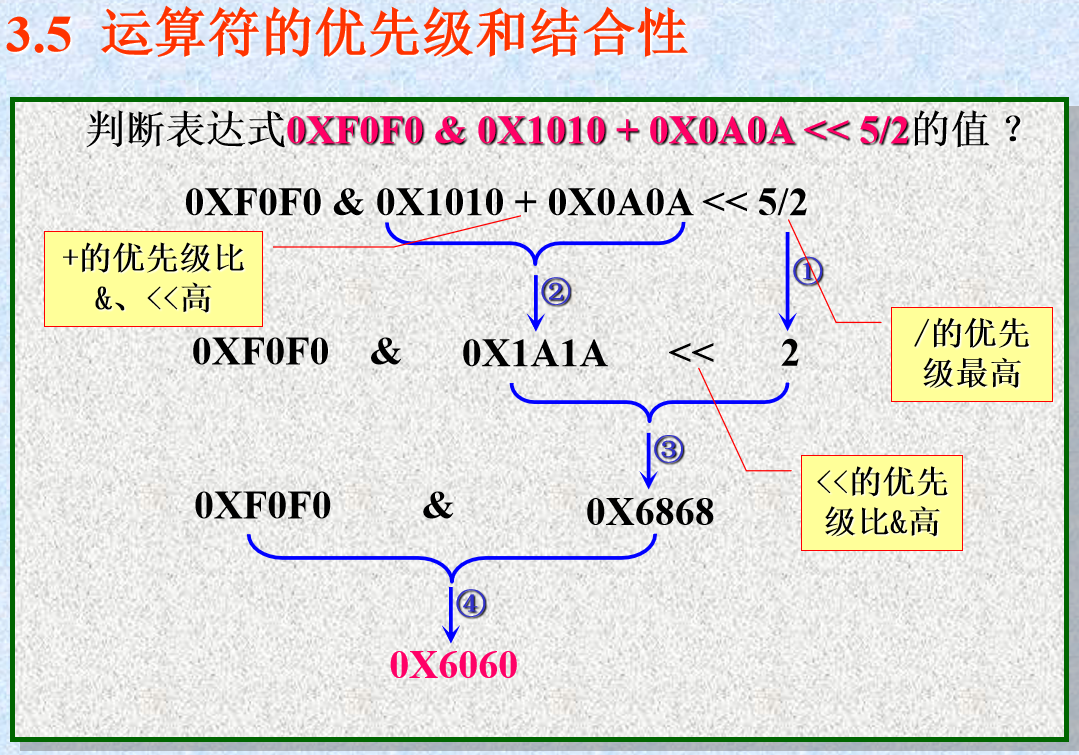 3.5 运算符的优先级和结合性
判断表达式0XF0F0 & 0X1010 + 0X0A0A << 5/2的值 ?
0XF0F0 & 0X1010 + 0X0A0A << 5/2
+的优先级比
&、<<高
②
①
/的优先
级最高
0XF0F0 & 0X1A1A << 2
③
<<的优先
级比&高
0XF0F0 & 0X6868
④
0X6060